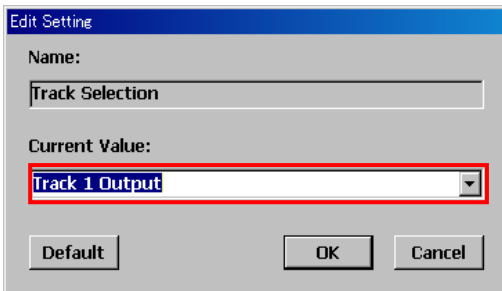 Edit Setting
Name:
Track Selection
Current Value:
Track 1 Output
Default OK Cancel